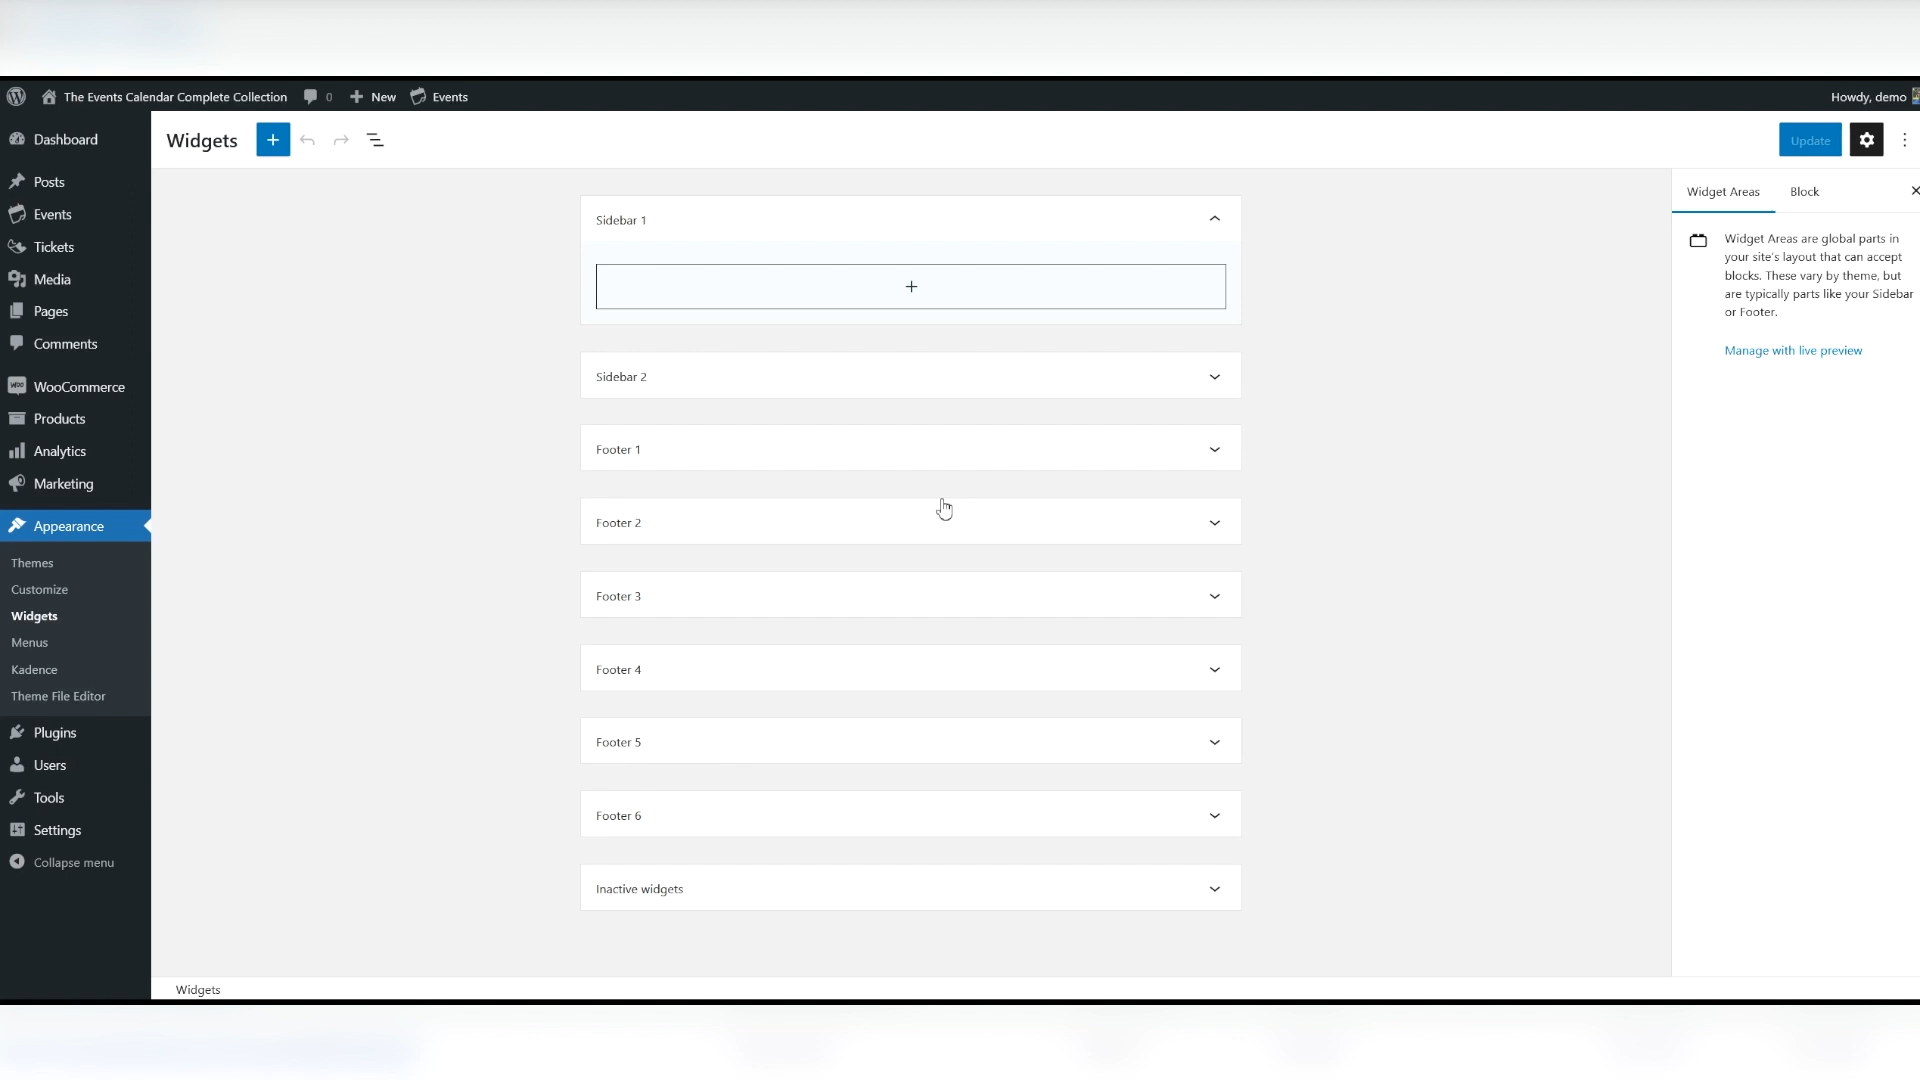 The Events Calendar Complete Collection 0 New Events Howdy, demo
Dashboard
Posts
Events
Tickets
Media
Pages
Comments
WooCommerce
Products
Analytics
Marketing
Appearance
Themes
Customize
Widgets
Menus
Kadence
Theme File Editor
Plugins
Users
Tools
Settings
Collapse menu
Widgets
Update
Sidebar 1
Sidebar 2
Footer 1
Footer 2
Footer 3
Footer 4
Footer 5
Footer 6
Inactive widgets
Widget Areas Block
Widget Areas are global parts in
your site's layout that can accept
blocks. These vary by theme, but
are typically parts like your Sidebar
or Footer.
Manage with live preview
Widgets